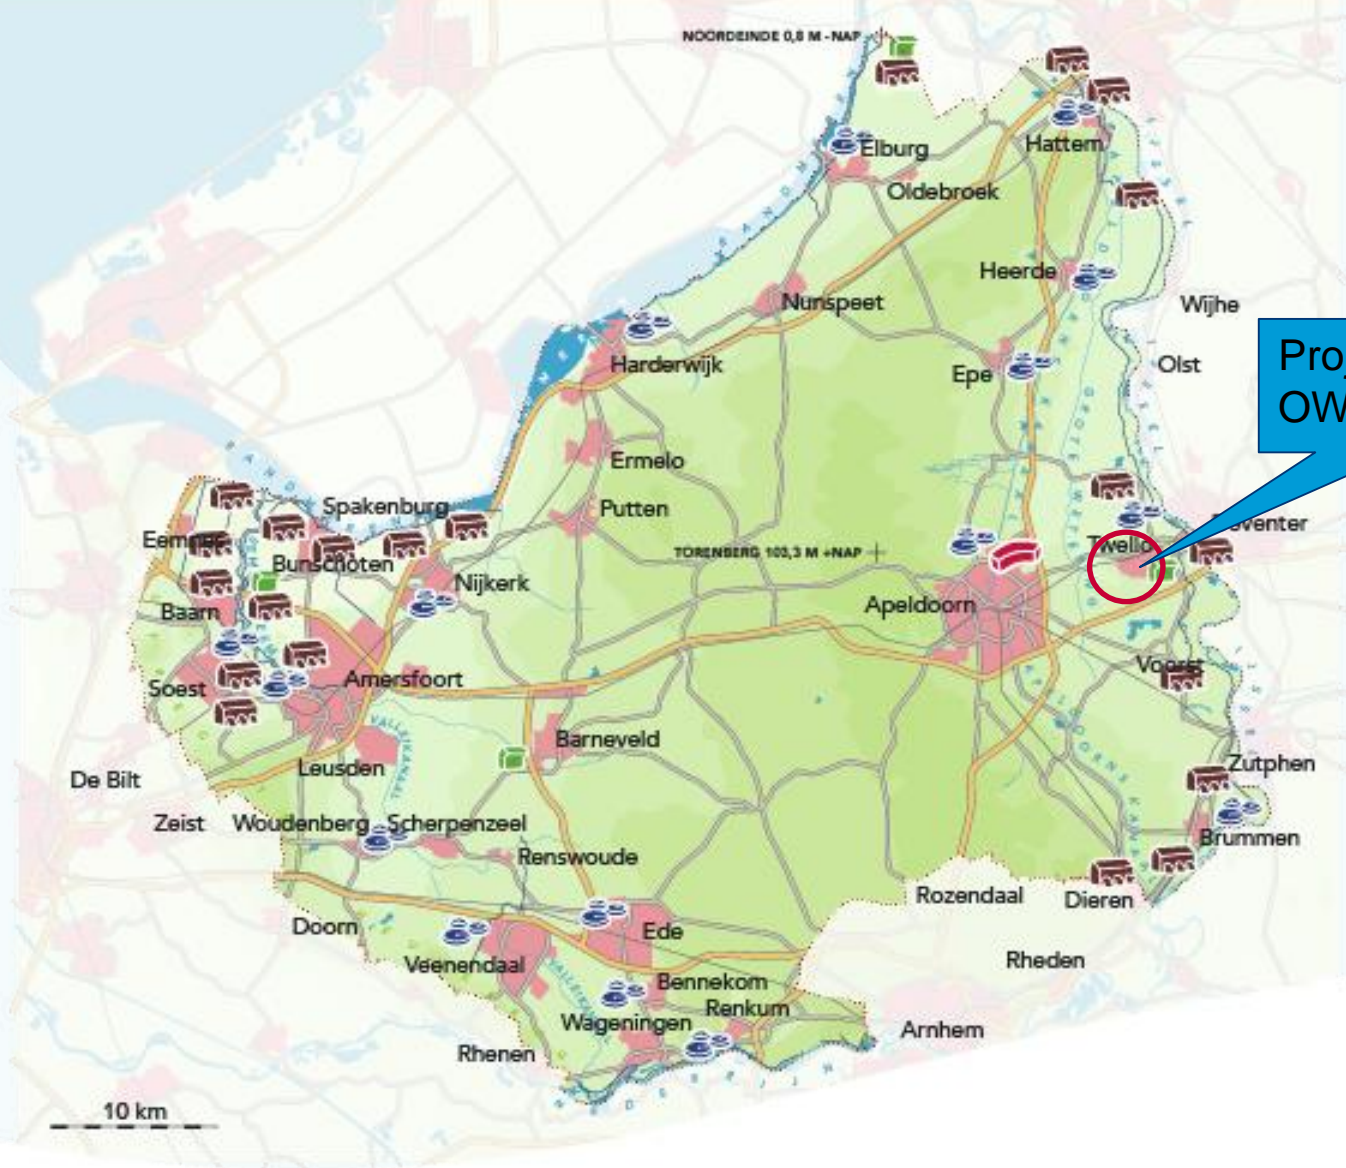 NOORDEINDE 0,8 M -NAP
Elburg
Hattem
Oldebroek
Heerde
Nunspeet
Wijhe
Harderwijk
Epe
Olst
Ermelo
Spakenburg
Putten
Bunschoten
TORENBERG 103,3 M +NAP
Twello
Nijkerk
Baarn
Apeldoorn
Soest
Amersfoort
Voorst
VALLEIKANAAL
Barneveld
Leusden
De Bilt
Zutphen
Zeist
Woudenberg
Scherpenzeel
Brummen
Renswoude
Rozendaal
Dieren
Doorn
Ede
Veenendaal
Rheden
Bennekom
Renkum
Wageningen
Arnhem
Rhenen
10 km